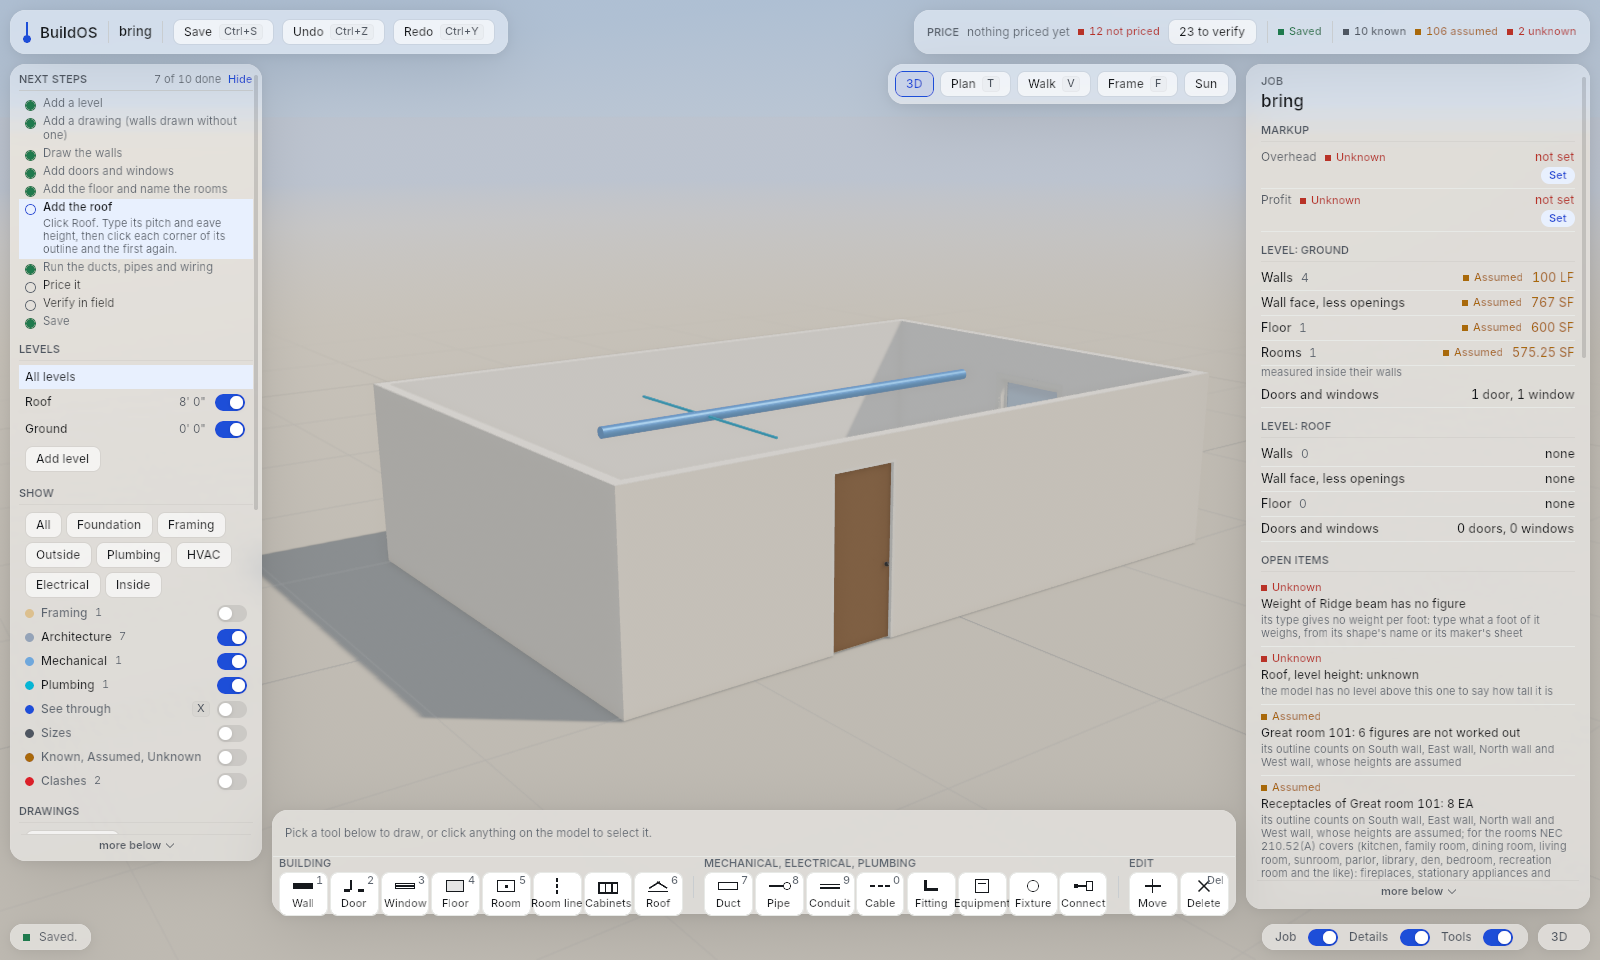 BuildOS
bring
Save Ctrl+S
Undo Ctrl+Z
Redo Ctrl+Y
PRICE nothing priced yet 12 not priced
23 to verify
Saved
10 known 106 assumed 2 unknown
NEXT STEPS 7 of 10 done Hide
Add a level
Add a drawing (walls drawn without
one)
Draw the walls
Add doors and windows
Add the floor and name the rooms
Add the roof
Click Roof. Type its pitch and eave
height, then click each corner of its
outline and the first again.
Run the ducts, pipes and wiring
Price it
Verify in field
Save
LEVELS
All levels
Roof 8' 0"
Ground 0' 0"
Add level
SHOW
All Foundation Framing
Outside Plumbing HVAC
Electrical Inside
Framing 1
Architecture 7
Mechanical 1
Plumbing 1
See through X
Sizes
Known, Assumed, Unknown
Clashes 2
DRAWINGS
more below
3D Plan T Walk V Frame F Sun
JOB
bring
MARKUP
Overhead Unknown not set
Set
Profit Unknown not set
Set
LEVEL: GROUND
Walls 4 Assumed 100 LF
Wall face, less openings Assumed 767 SF
Floor 1 Assumed 600 SF
Rooms 1 Assumed 575.25 SF
measured inside their walls
Doors and windows 1 door, 1 window
LEVEL: ROOF
Walls 0 none
Wall face, less openings none
Floor 0 none
Doors and windows 0 doors, 0 windows
OPEN ITEMS
Unknown
Weight of Ridge beam has no figure
its type gives no weight per foot: type what a foot of it
weighs, from its shape's name or its maker's sheet
Unknown
Roof, level height: unknown
the model has no level above this one to say how tall it is
Assumed
Great room 101: 6 figures are not worked out
its outline counts on South wall, East wall, North wall and
West wall, whose heights are assumed
Assumed
Receptacles of Great room 101: 8 EA
its outline counts on South wall, East wall, North wall and
West wall, whose heights are assumed; for the rooms NEC
210.52(A) covers (kitchen, family room, dining room, living
room, sunroom, parlor, library, den, bedroom, recreation
room and the like): fireplaces, stationary appliances and
more below
Pick a tool below to draw, or click anything on the model to select it.
BUILDING
1 Wall
2 Door
3 Window
4 Floor
5 Room
Room line
Cabinets
6 Roof
MECHANICAL, ELECTRICAL, PLUMBING
7 Duct
8 Pipe
9 Conduit
0 Cable
Fitting
Equipment
Fixture
Connect
EDIT
Move
Del Delete
Saved.
Job Details Tools 3D